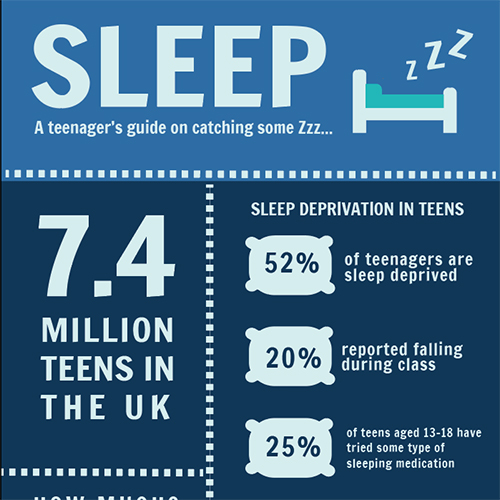 SLEEP
A teenager's guide on catching some Zzz...
Z Z Z
7.4
MILLION
TEENS IN
THE UK
SLEEP DEPRIVATION IN TEENS
52%
of teenagers are
sleep deprived
20%
reported falling
during class
25%
of teens aged 13-18 have
tried some type of
sleeping medication